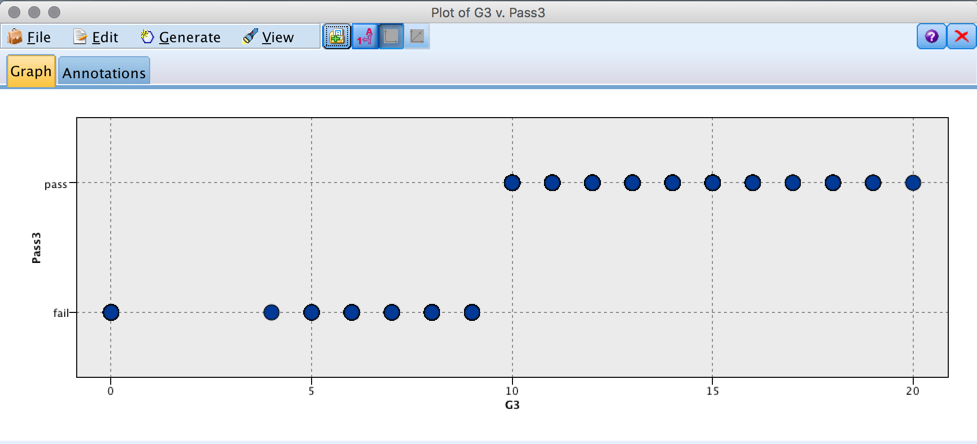 Plot of G3 v. Pass3
File Edit Generate View
Graph Annotations
pass
Pass3
fail
0 5 10 15 20
G3